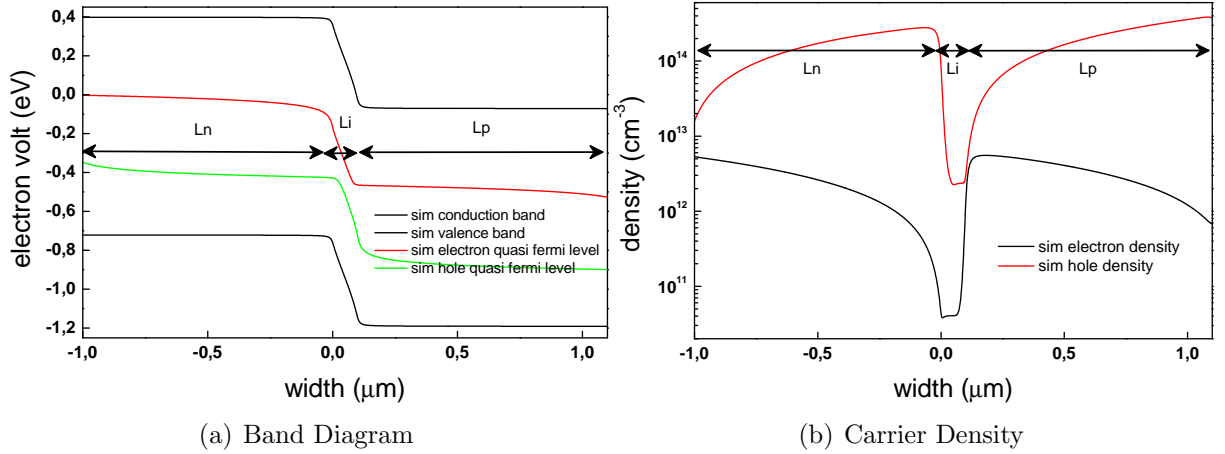 0,4
0,2
0,0
-0,2
-0,4
-0,6
-0,8
-1,0
-1,2
electron volt (eV)
Ln
Li
Lp
sim conduction band
sim valence band
sim electron quasi fermi level
sim hole quasi fermi level
-1,0
-0,5
0,0
0,5
1,0
width (μm)
(a) Band Diagram
10^14
10^13
10^12
10^11
density (cm^-3)
Ln
Li
Lp
sim electron density
sim hole density
-1,0
-0,5
0,0
0,5
1,0
width (μm)
(b) Carrier Density